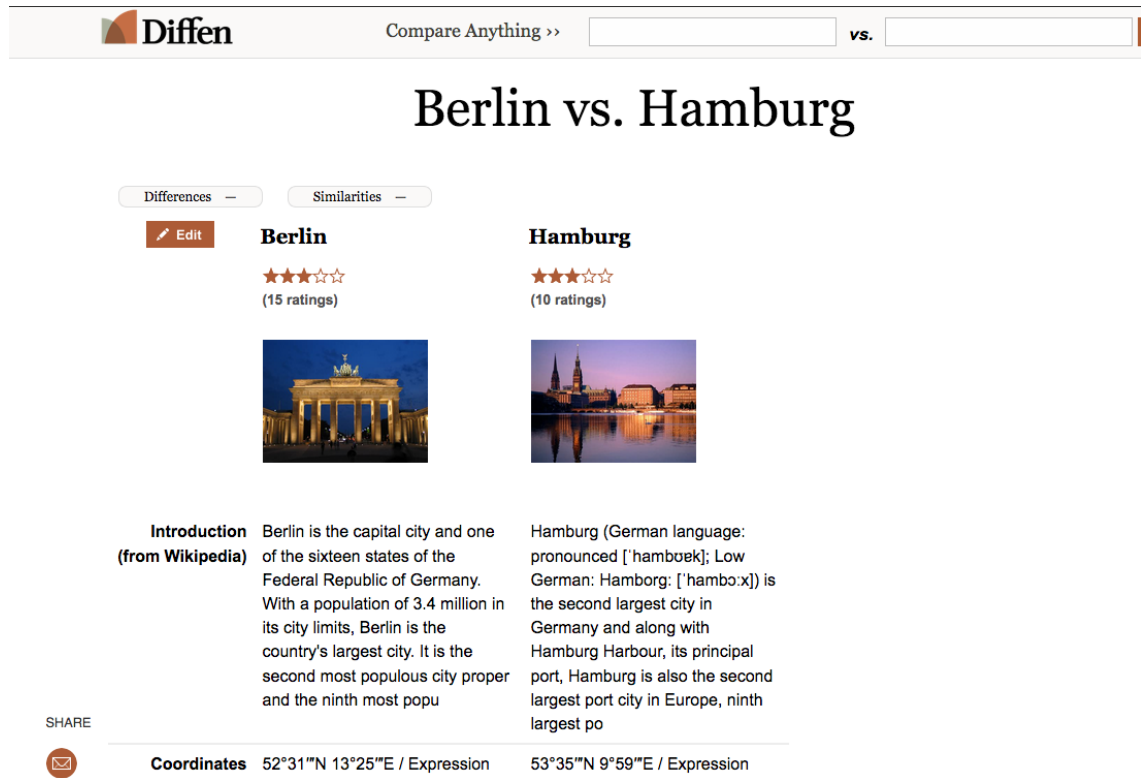 Diffen
Compare Anything ››
vs.
Berlin vs. Hamburg
Differences –
Similarities –
Edit
Berlin
Hamburg
(15 ratings)
(10 ratings)
Introduction
(from Wikipedia)
Berlin is the capital city and one
of the sixteen states of the
Federal Republic of Germany.
With a population of 3.4 million in
its city limits, Berlin is the
country's largest city. It is the
second most populous city proper
and the ninth most popu
Hamburg (German language:
pronounced [ˈhambʊɐk]; Low
German: Hamborg: [ˈhambɔːx]) is
the second largest city in
Germany and along with
Hamburg Harbour, its principal
port, Hamburg is also the second
largest port city in Europe, ninth
largest po
SHARE
Coordinates
52°31′″N 13°25′″E / Expression
53°35′″N 9°59′″E / Expression